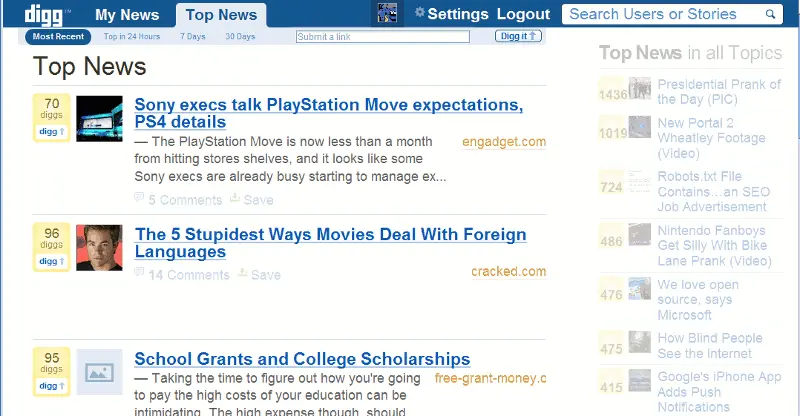 digg
My News
Top News
Settings
Logout
Search Users or Stories
Most Recent
Top in 24 Hours
7 Days
30 Days
Submit a link
Digg it
Top News
70
diggs
digg
Sony execs talk PlayStation Move expectations,
PS4 details
— The PlayStation Move is now less than a month
from hitting stores shelves, and it looks like some
Sony execs are already busy starting to manage ex...
engadget.com
5 Comments
Save
96
diggs
digg
The 5 Stupidest Ways Movies Deal With Foreign
Languages
cracked.com
14 Comments
Save
95
diggs
digg
School Grants and College Scholarships
— Taking the time to figure out how you're going
to pay the high costs of your education can be
intimidating. The high expense though, should
free-grant-money.c
Top News in all Topics
1436
Presidential Prank of
the Day (PIC)
1019
New Portal 2
Wheatley Footage
(Video)
724
Robots.txt File
Contains...an SEO
Job Advertisement
486
Nintendo Fanboys
Get Silly With Bike
Lane Prank (Video)
476
We love open
source, says
Microsoft
475
How Blind People
See the Internet
415
Google's iPhone App
Adds Push
Notifications